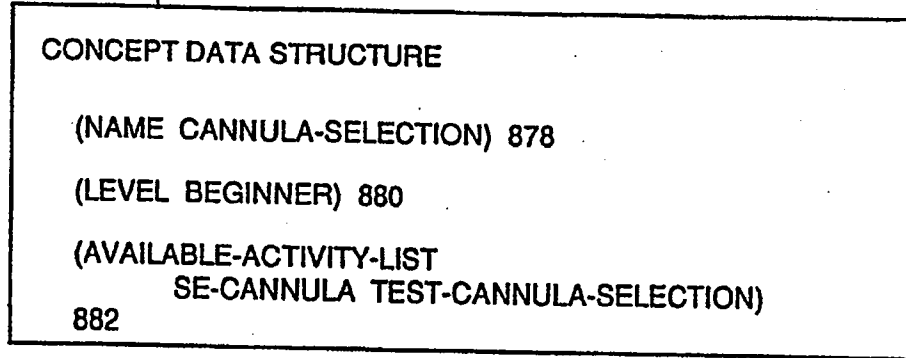 CONCEPT DATA STRUCTURE
(NAME CANNULA-SELECTION) 878
(LEVEL BEGINNER) 880
(AVAILABLE-ACTIVITY-LIST
SE-CANNULA TEST-CANNULA-SELECTION)
882